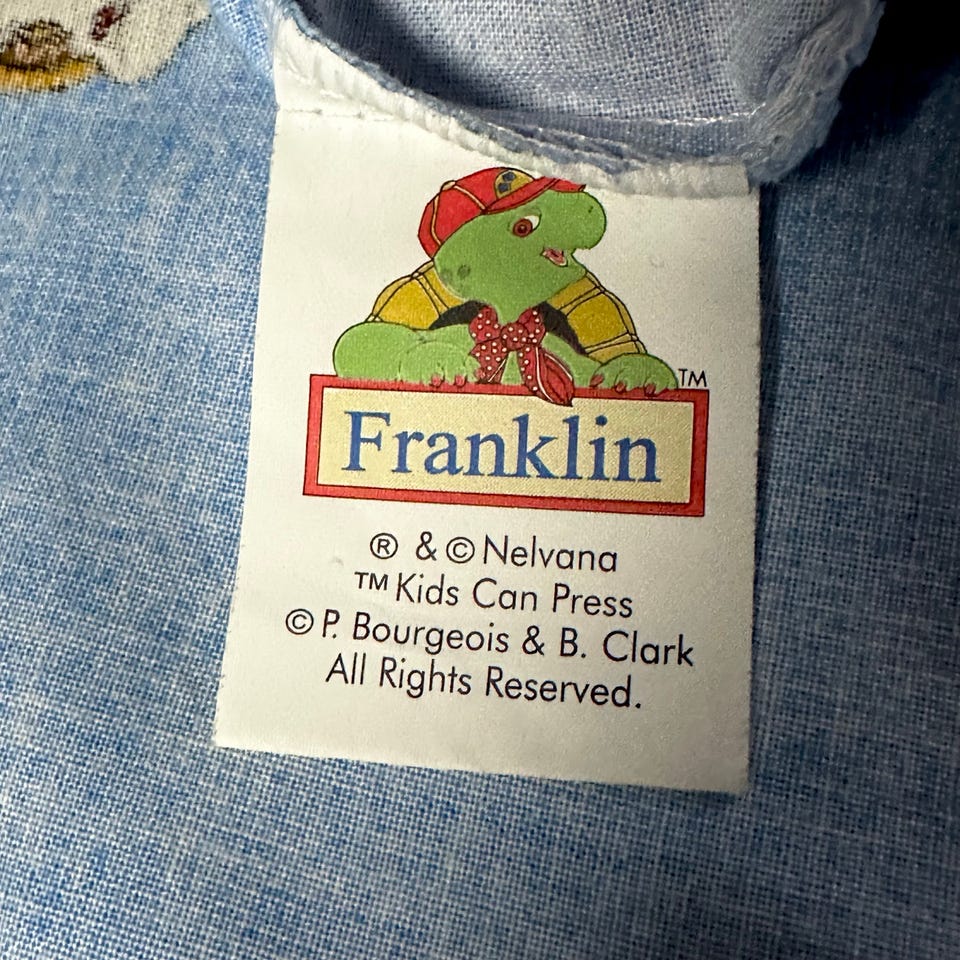 TM
Franklin
® & © Nelvana
TM Kids Can Press
© P. Bourgeois & B. Clark
All Rights Reserved.